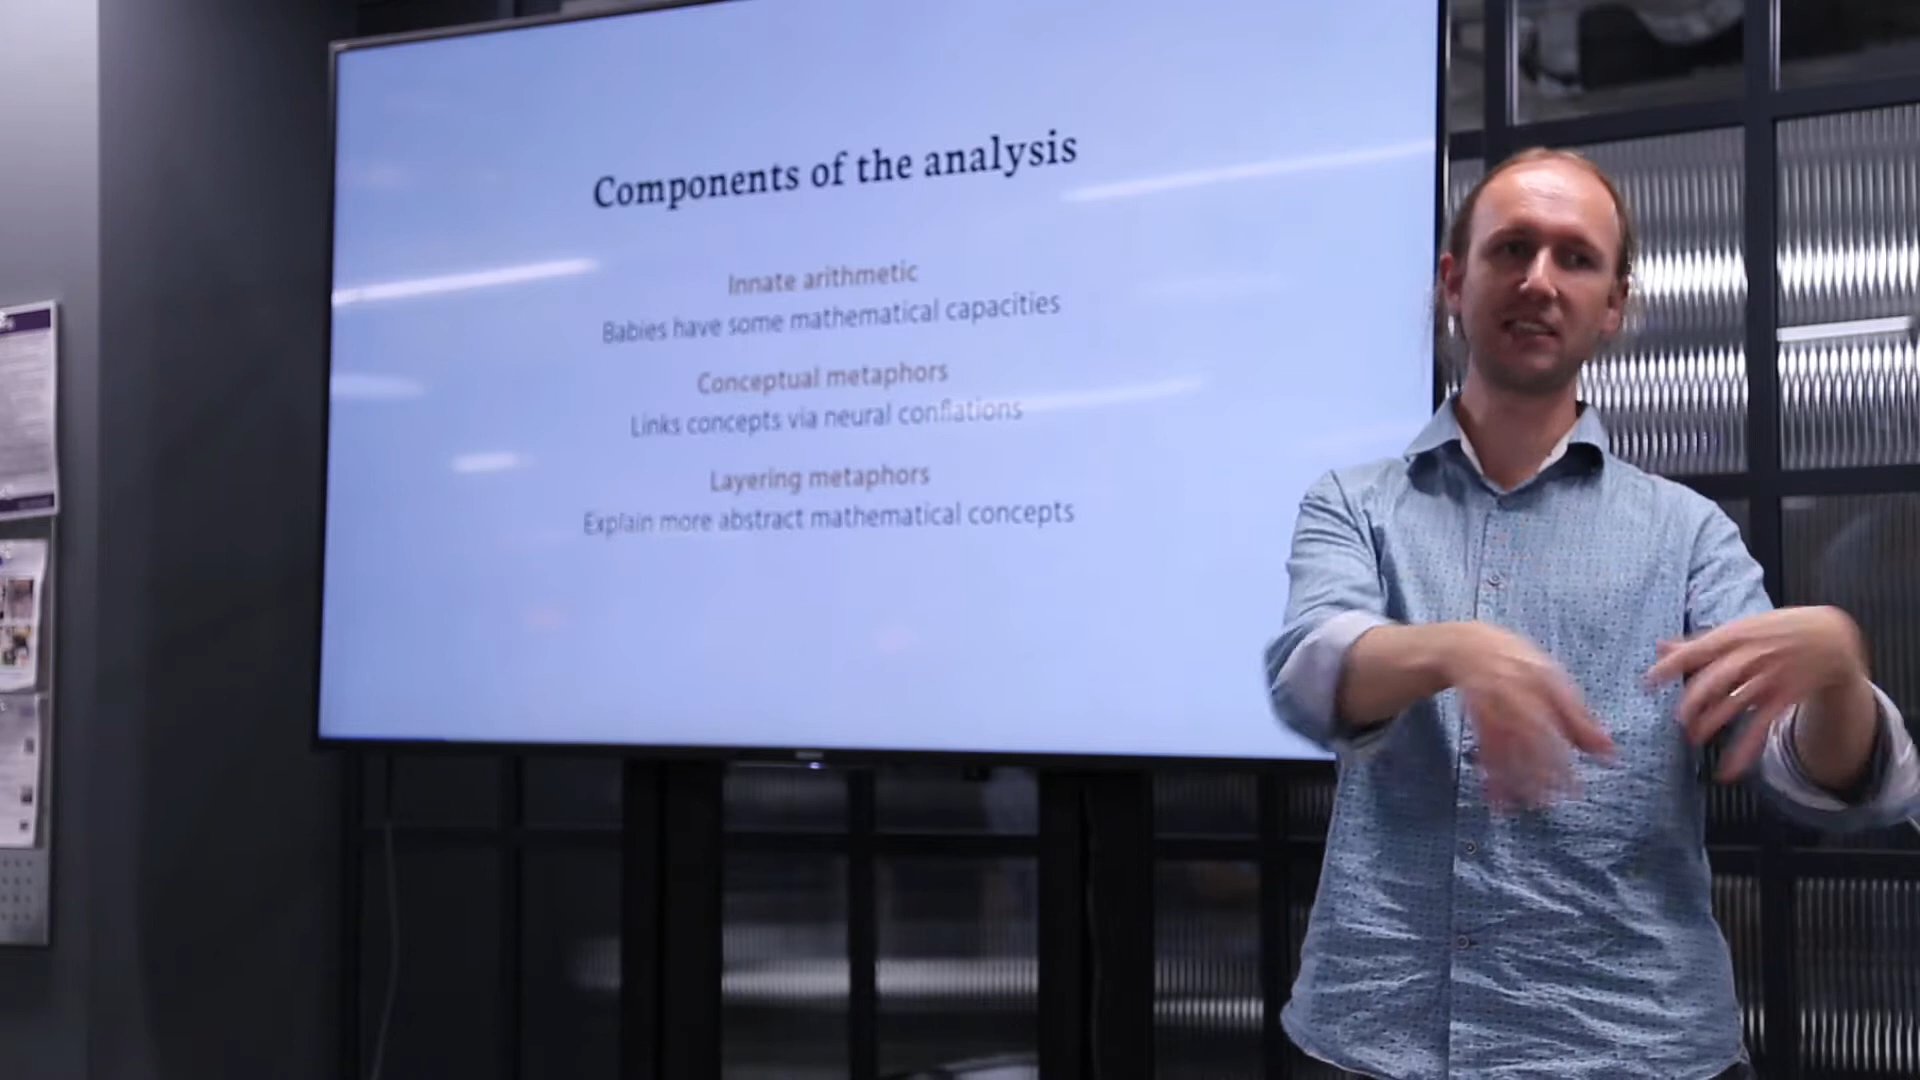 Components of the analysis
Innate arithmetic
Babies have some mathematical capacities
Conceptual metaphors
Links concepts via neural conflations
Layering metaphors
Explain more abstract mathematical concepts